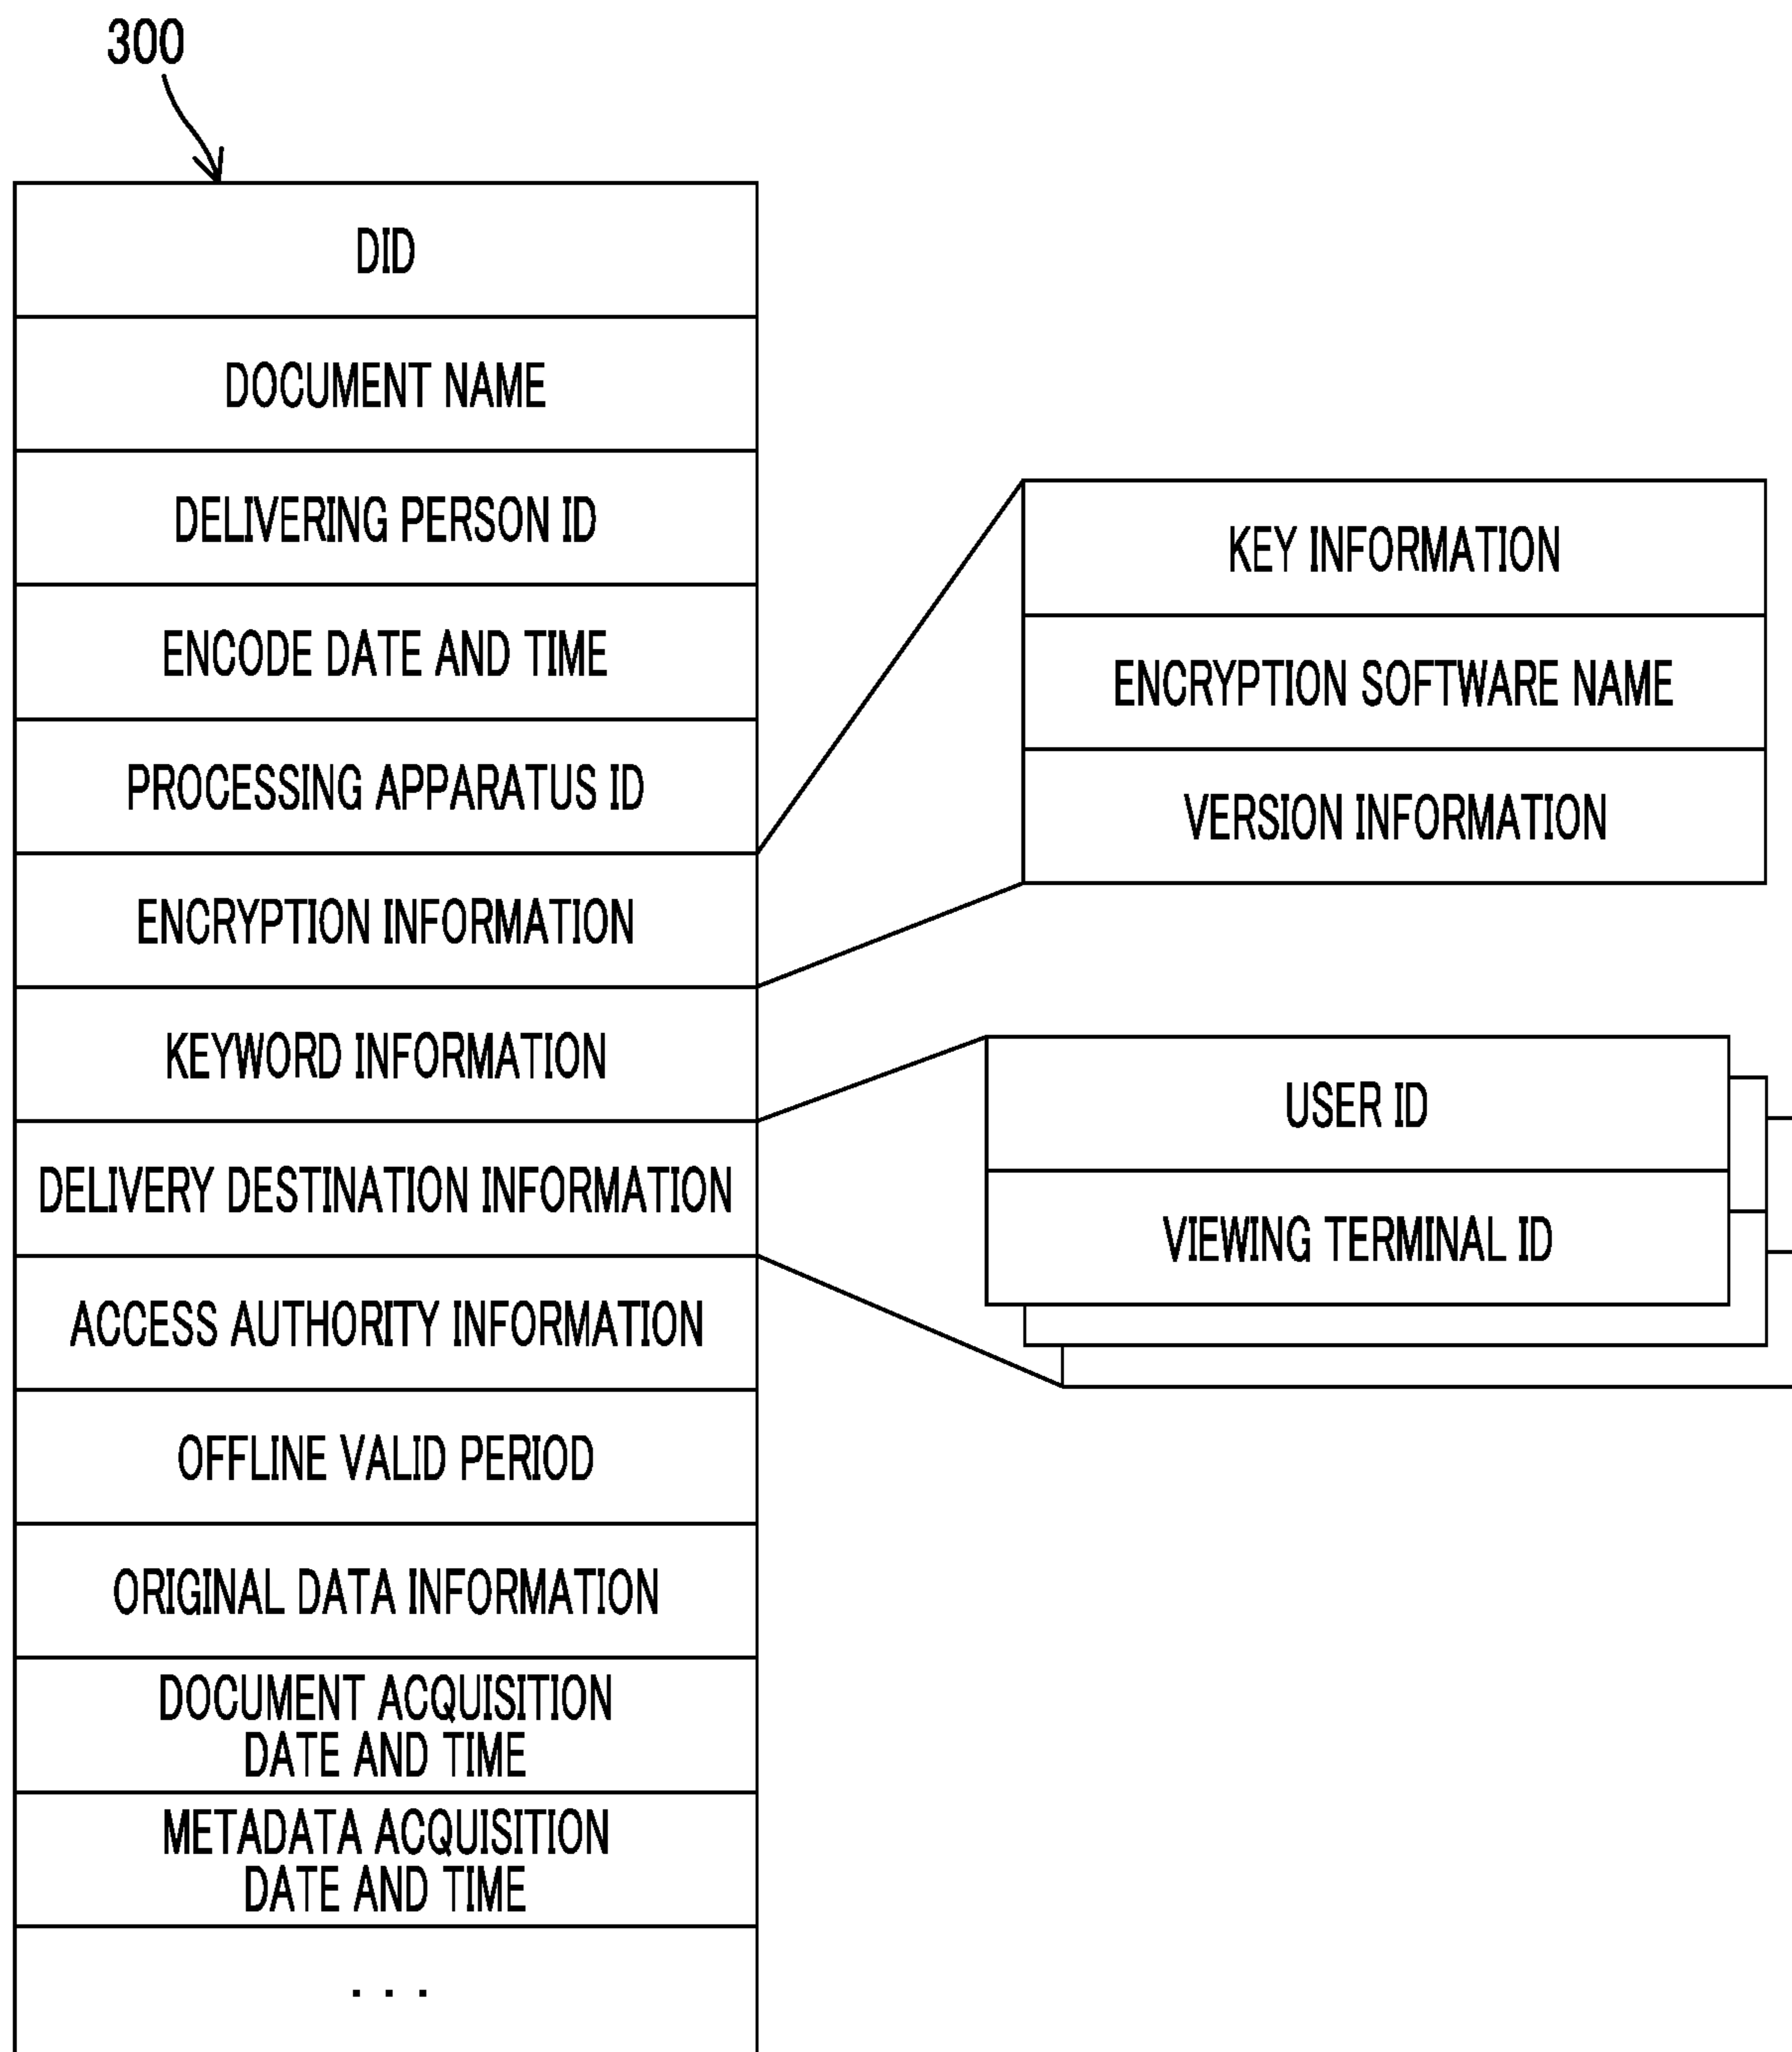 300
DID
DOCUMENT NAME
DELIVERING PERSON ID
ENCODE DATE AND TIME
PROCESSING APPARATUS ID
ENCRYPTION INFORMATION
KEYWORD INFORMATION
DELIVERY DESTINATION INFORMATION
ACCESS AUTHORITY INFORMATION
OFFLINE VALID PERIOD
ORIGINAL DATA INFORMATION
DOCUMENT ACQUISITION
DATE AND TIME
METADATA ACQUISITION
DATE AND TIME
...
KEY INFORMATION
ENCRYPTION SOFTWARE NAME
VERSION INFORMATION
USER ID
VIEWING TERMINAL ID